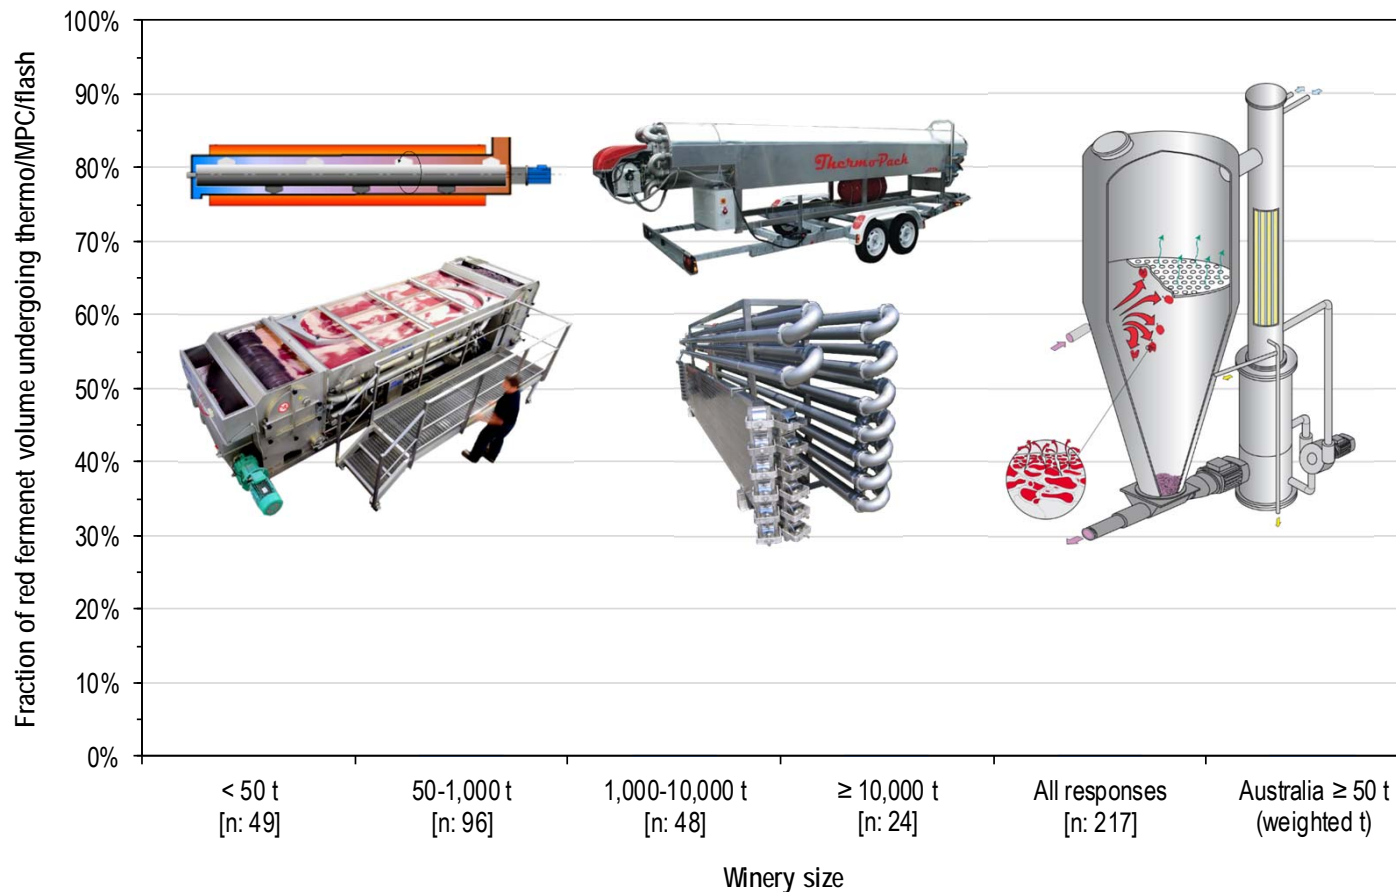 Fraction of red fermenet volume undergoing thermo/MPC/flash
100%
90%
80%
70%
60%
50%
40%
30%
20%
10%
0%
ThermoPack
< 50 t
[n: 49]
50-1,000 t
[n: 96]
1,000-10,000 t
[n: 48]
≥ 10,000 t
[n: 24]
All responses
[n: 217]
Australia ≥ 50 t
(weighted t)
Winery size